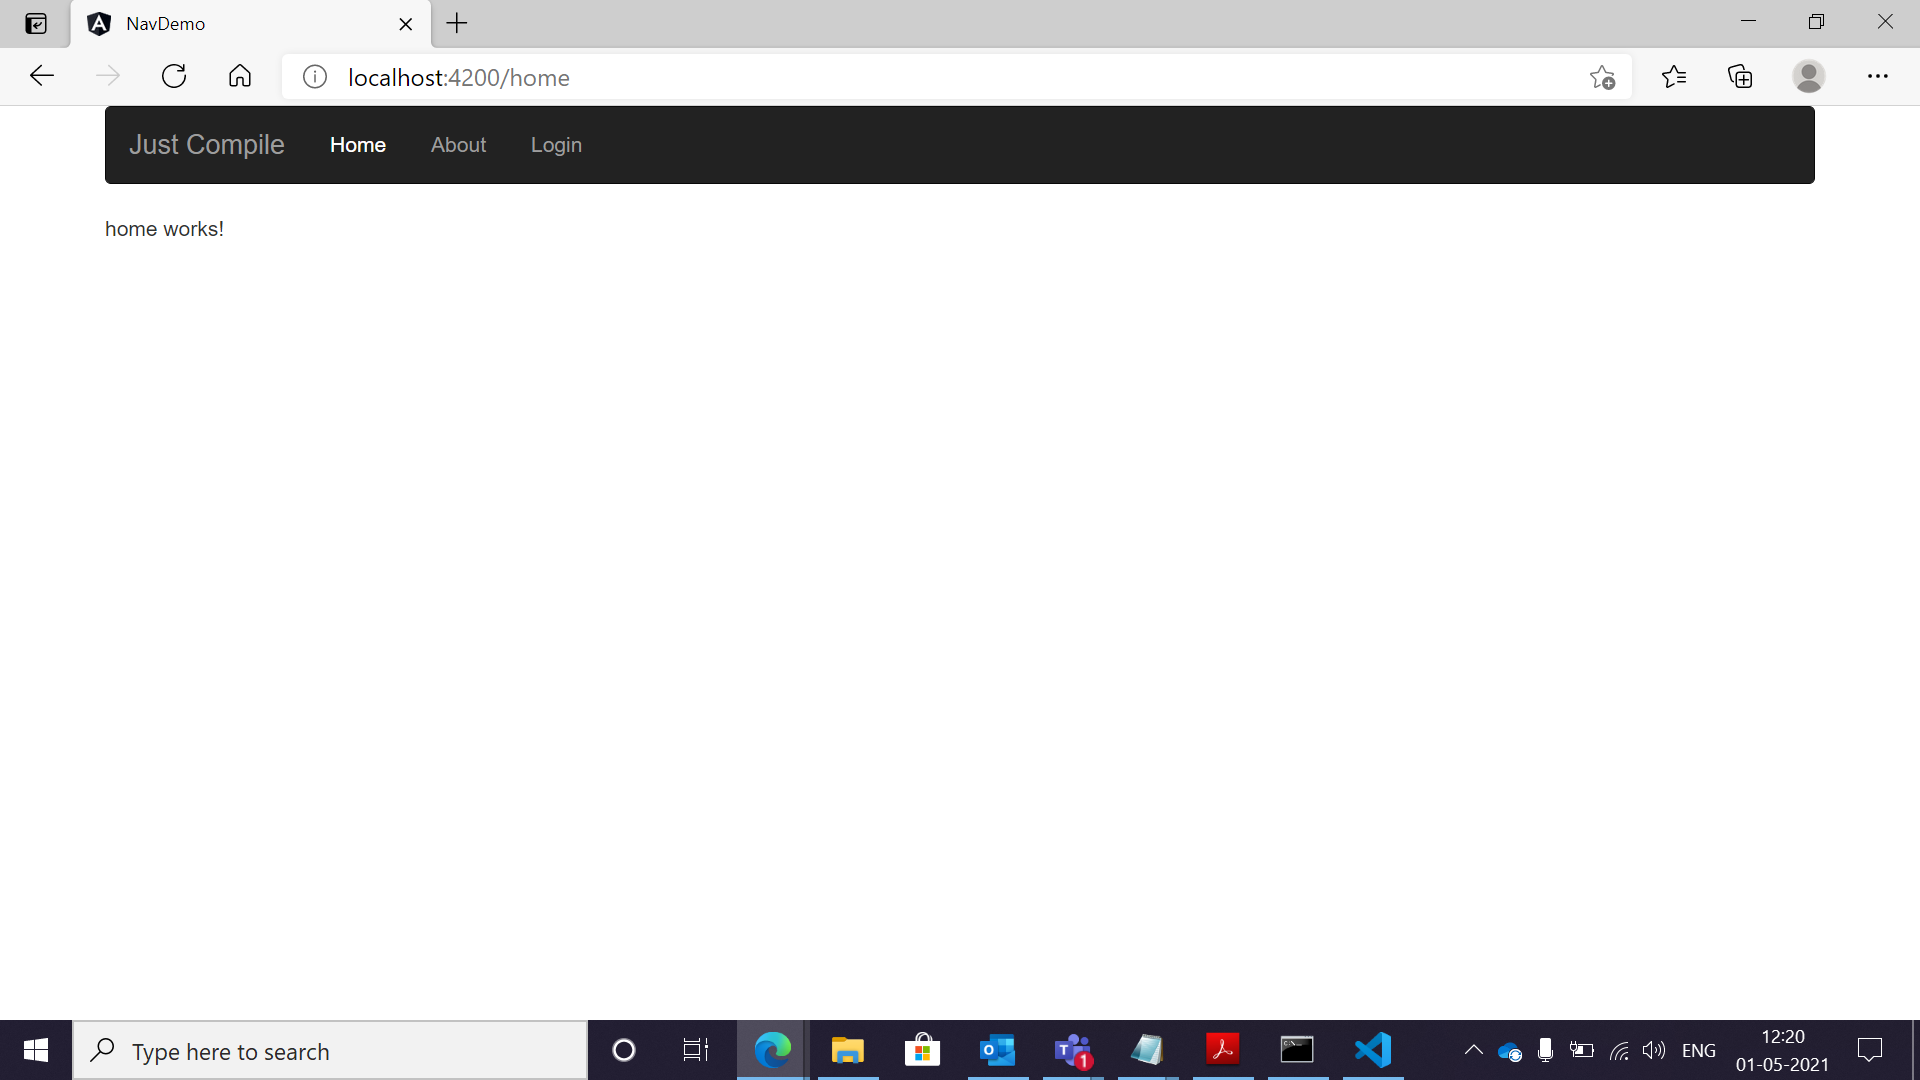 NavDemo
localhost:4200/home
Just Compile Home About Login
home works!
Type here to search
1
ENG
12:20
01-05-2021